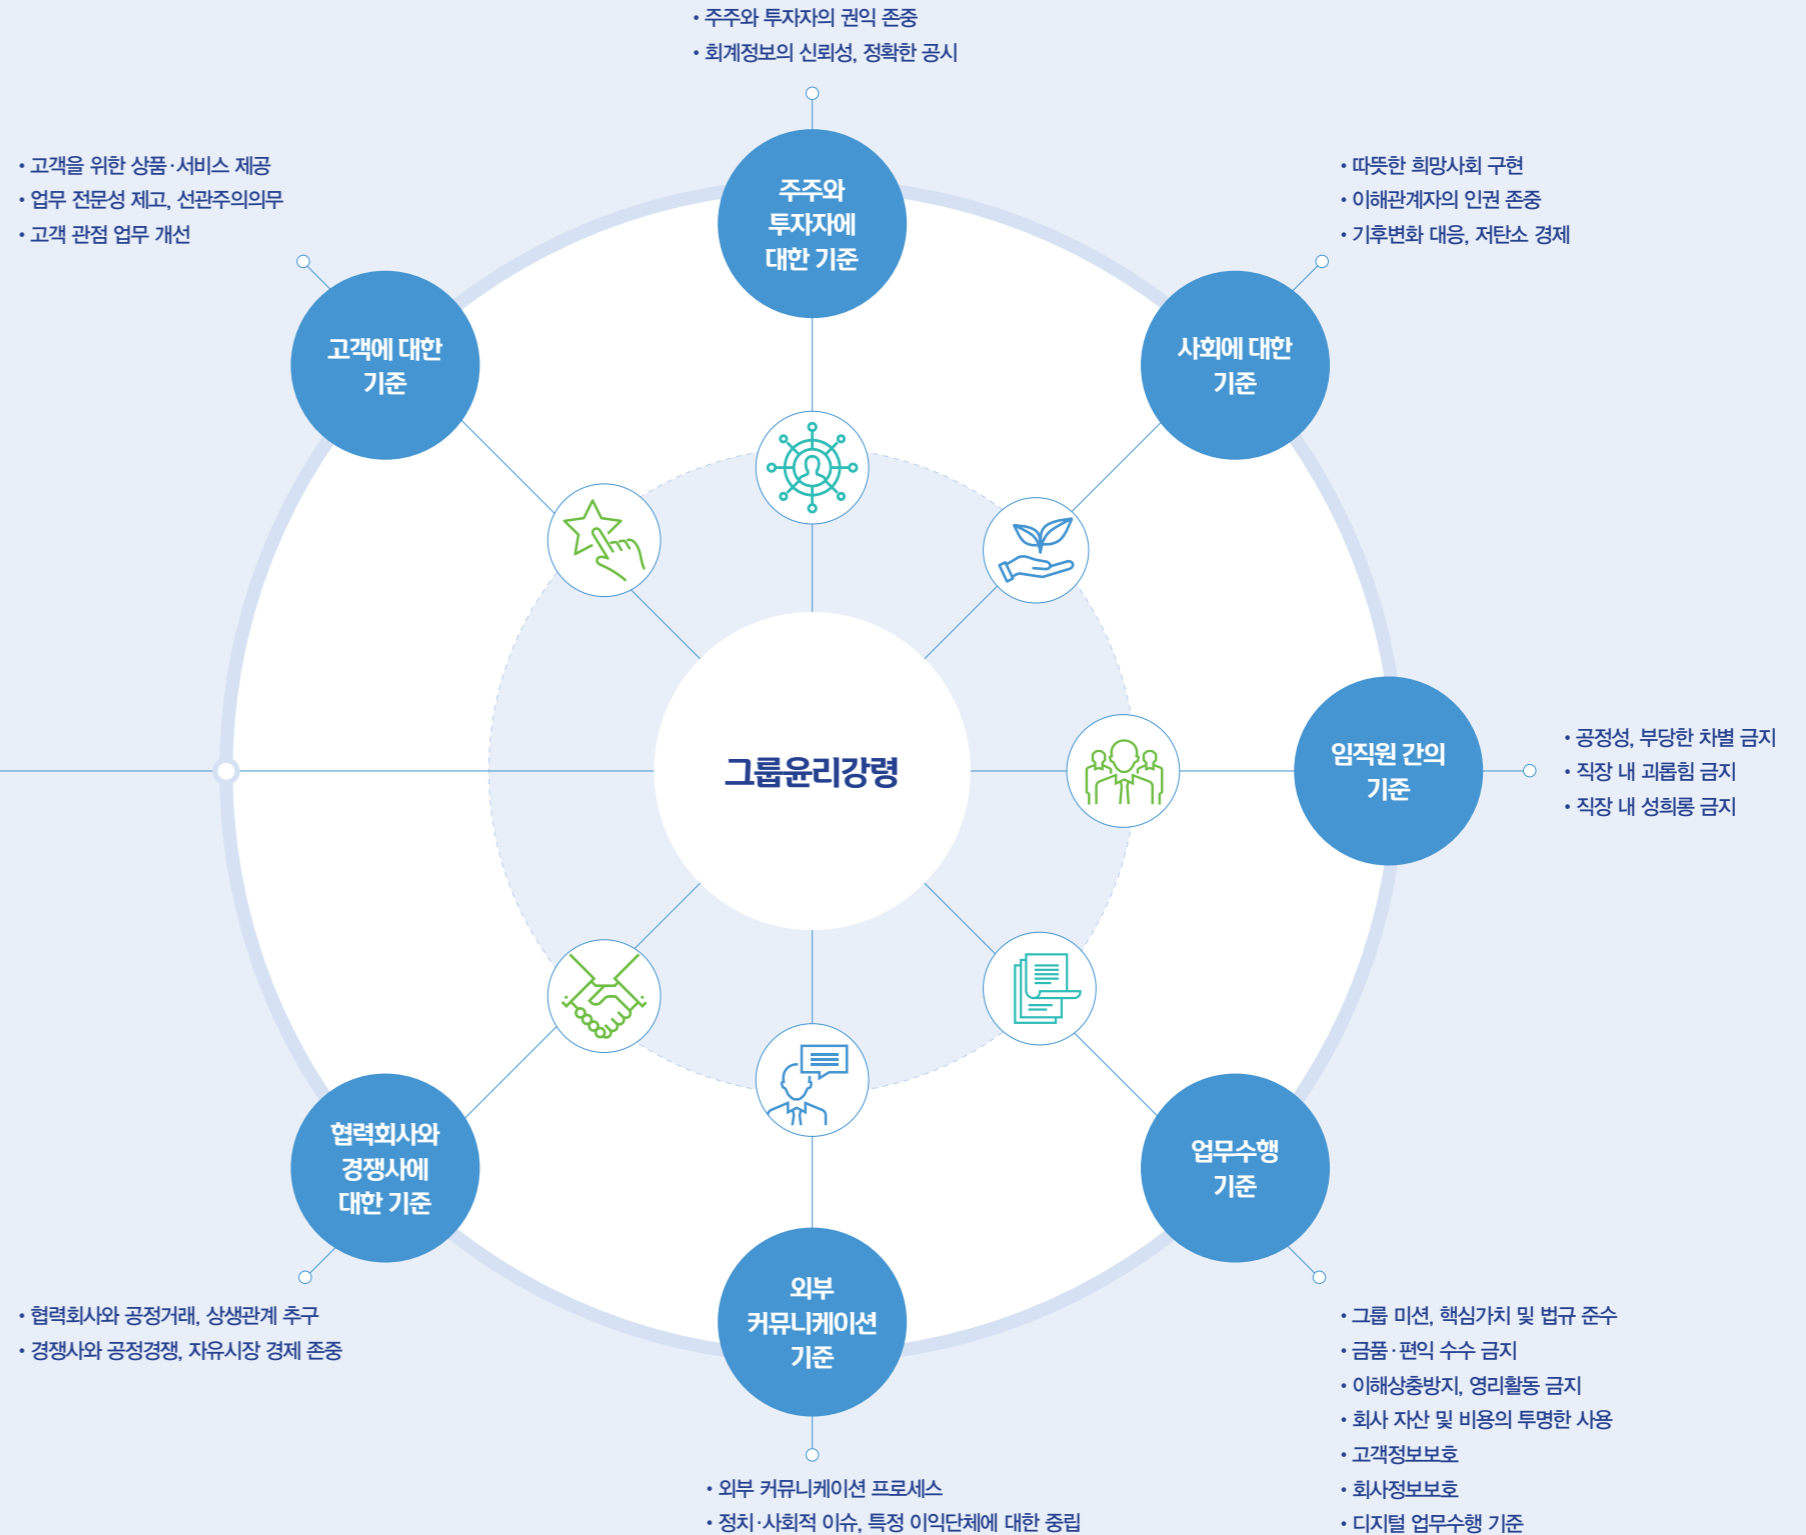 • 주주와 투자자의 권익 존중
• 회계정보의 신뢰성, 정확한 공시
주주와
투자자에
대한 기준
• 고객을 위한 상품·서비스 제공
• 업무 전문성 제고, 선관주의의무
• 고객 관점 업무 개선
고객에 대한
기준
• 따뜻한 희망사회 구현
• 이해관계자의 인권 존중
• 기후변화 대응, 저탄소 경제
사회에 대한
기준
그룹윤리강령
임직원 간의
기준
• 공정성, 부당한 차별 금지
• 직장 내 괴롭힘 금지
• 직장 내 성희롱 금지
협력회사와
경쟁사에
대한 기준
• 협력회사와 공정거래, 상생관계 추구
• 경쟁사와 공정경쟁, 자유시장 경제 존중
외부
커뮤니케이션
기준
• 외부 커뮤니케이션 프로세스
• 정치·사회적 이슈, 특정 이익단체에 대한 중립
업무수행
기준
• 그룹 미션, 핵심가치 및 법규 준수
• 금품·편익 수수 금지
• 이해상충방지, 영리활동 금지
• 회사 자산 및 비용의 투명한 사용
• 고객정보보호
• 회사정보보호
• 디지털 업무수행 기준